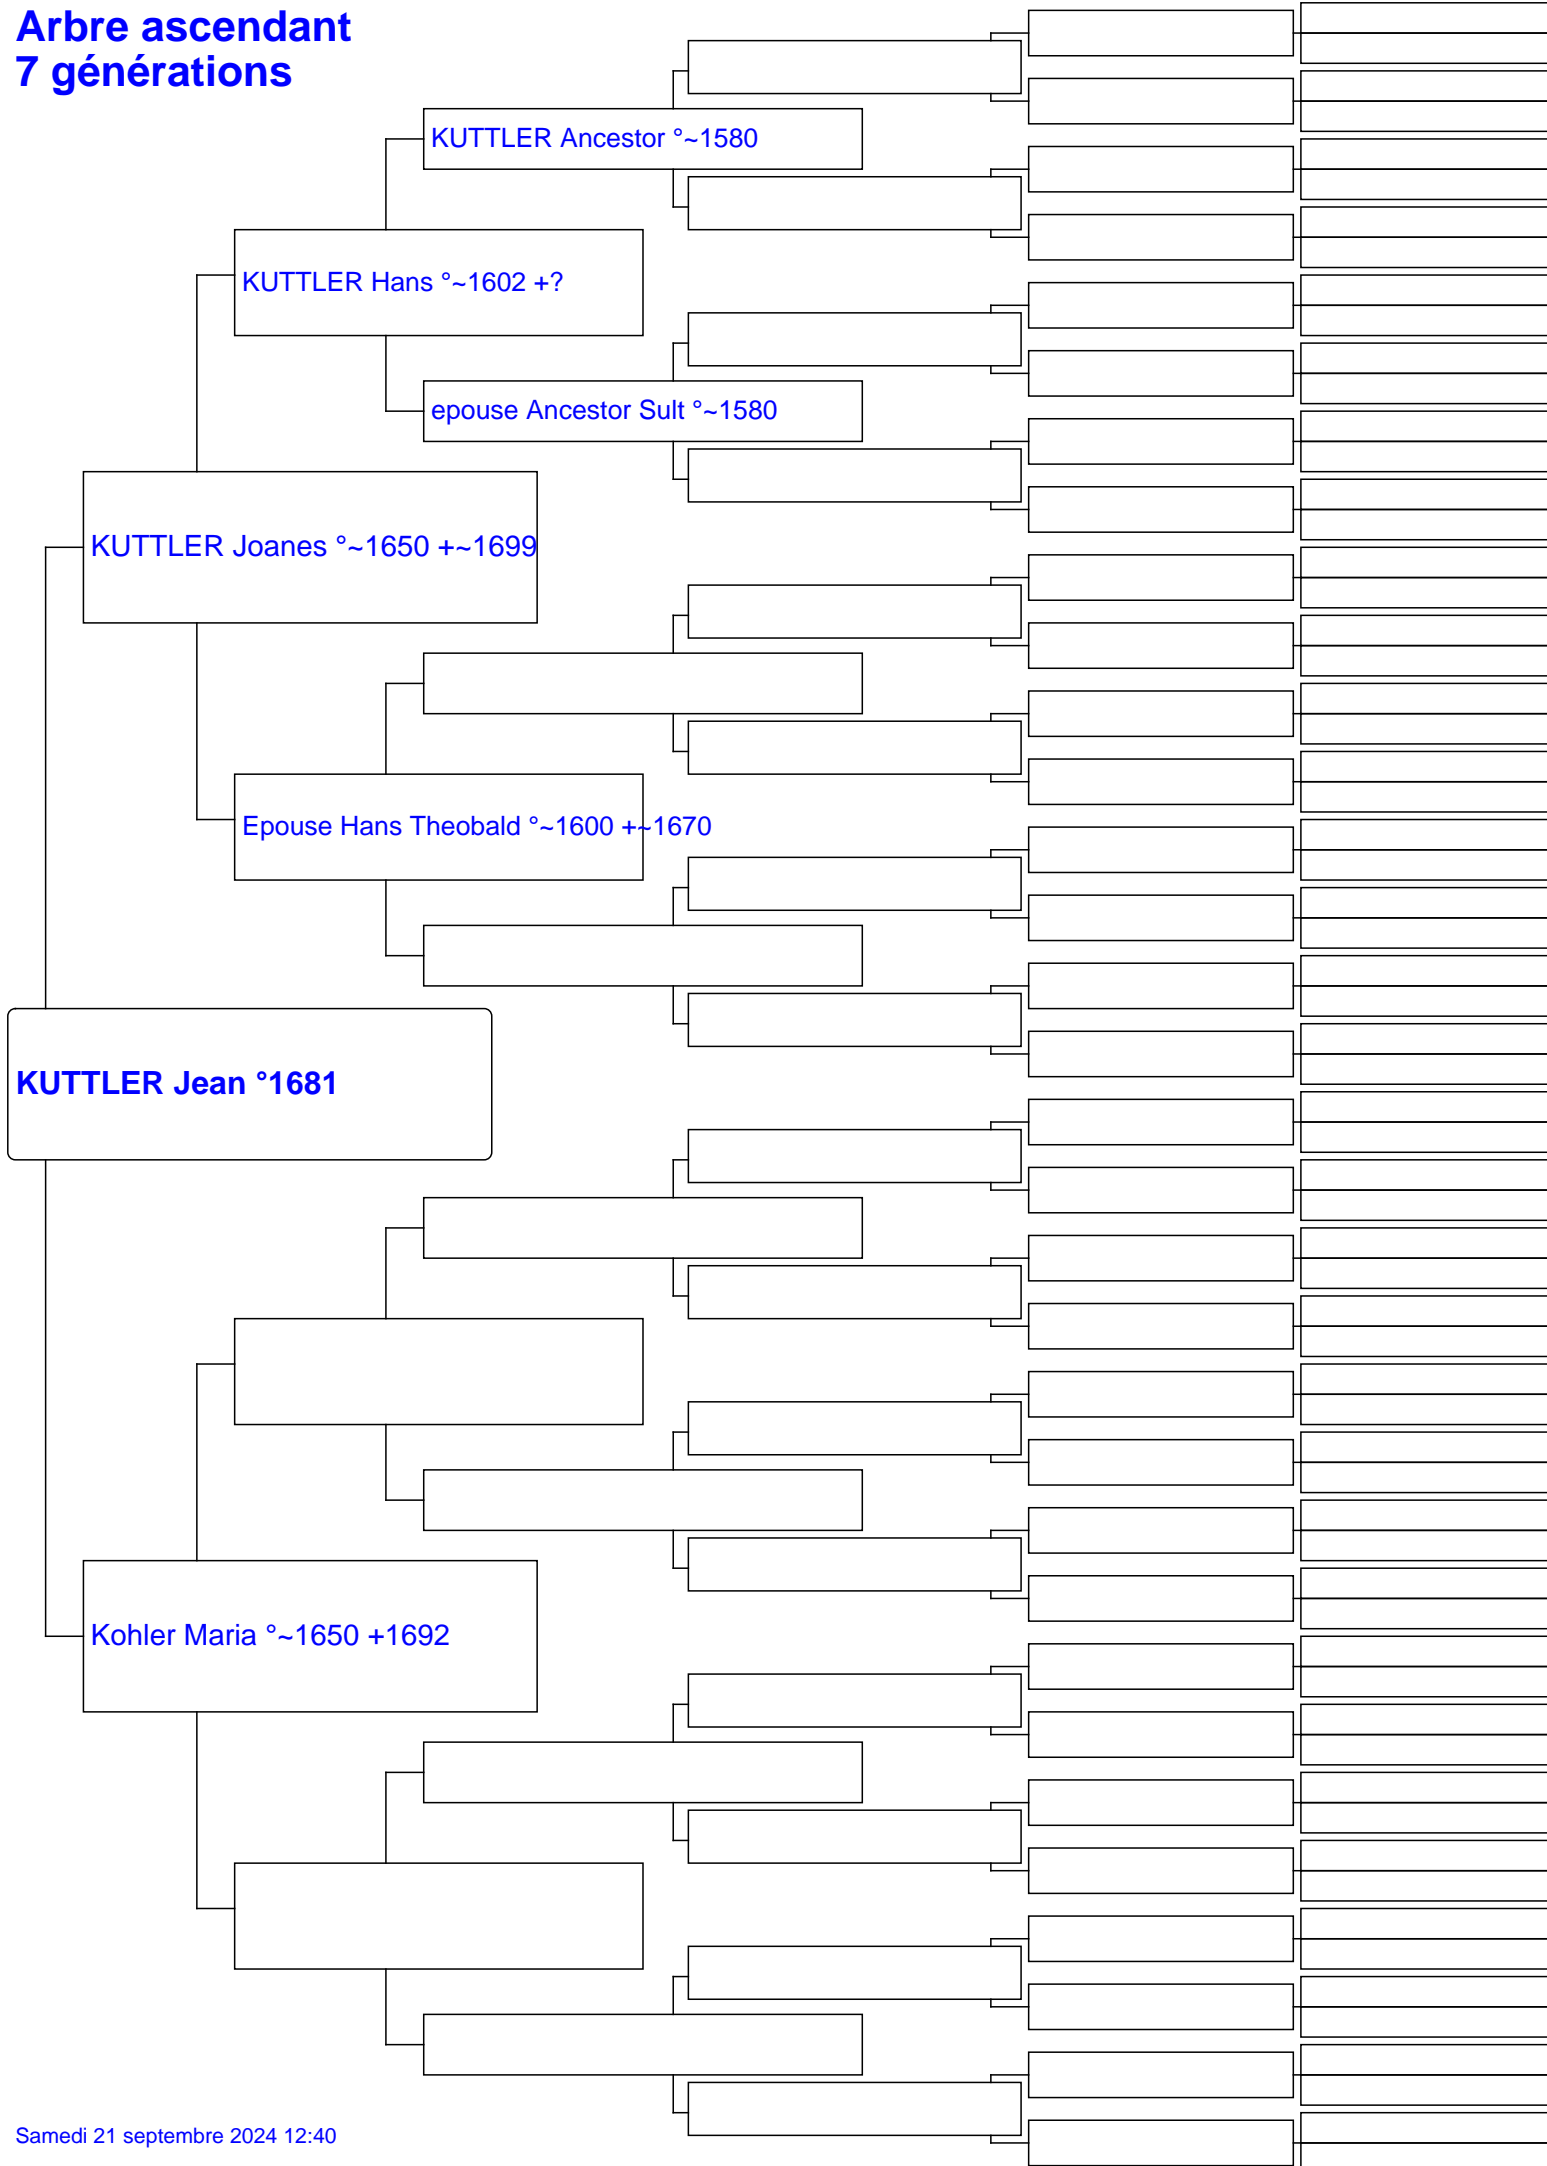 Arbre ascendant
7 générations
KUTTLER Ancestor °~1580
KUTTLER Hans °~1602 +?
epouse Ancestor Sult °~1580
KUTTLER Joanes °~1650 +~1699
Epouse Hans Theobald °~1600 +~1670
KUTTLER Jean °1681
Kohler Maria °~1650 +1692
Samedi 21 septembre 2024 12:40